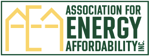 ASSOCIATION FOR
ENERGY
AFFORDABILITY INC.